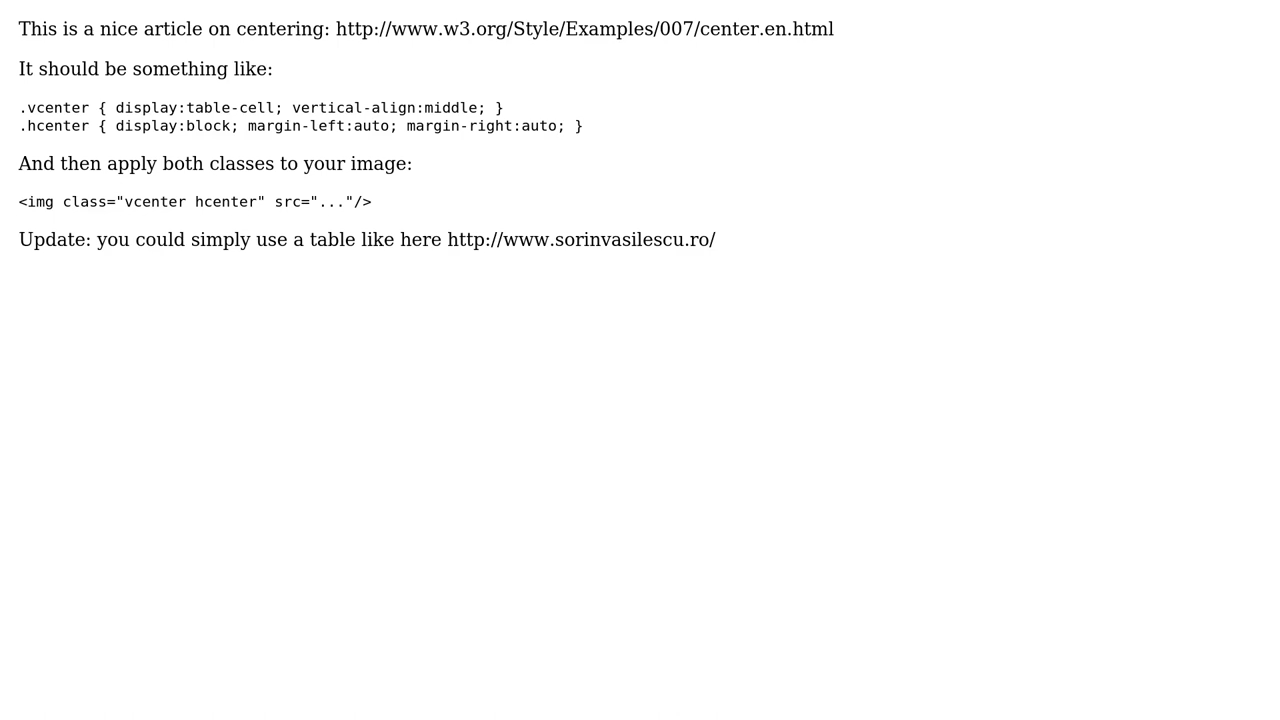 This is a nice article on centering: http://www.w3.org/Style/Examples/007/center.en.html
It should be something like:
.vcenter { display:table-cell; vertical-align:middle; }
.hcenter { display:block; margin-left:auto; margin-right:auto; }
And then apply both classes to your image:
<img class="vcenter hcenter" src="..."/>
Update: you could simply use a table like here http://www.sorinvasilescu.ro/